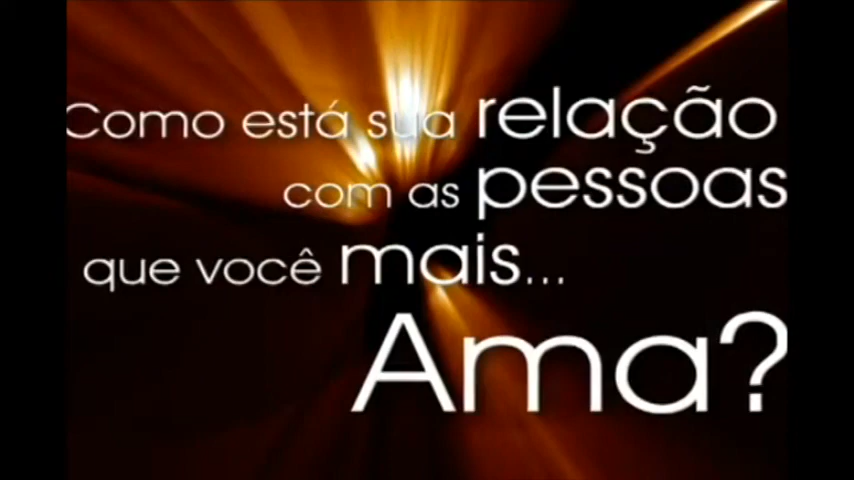 Como está sua relação
com as pessoas
que você mais...
Ama?